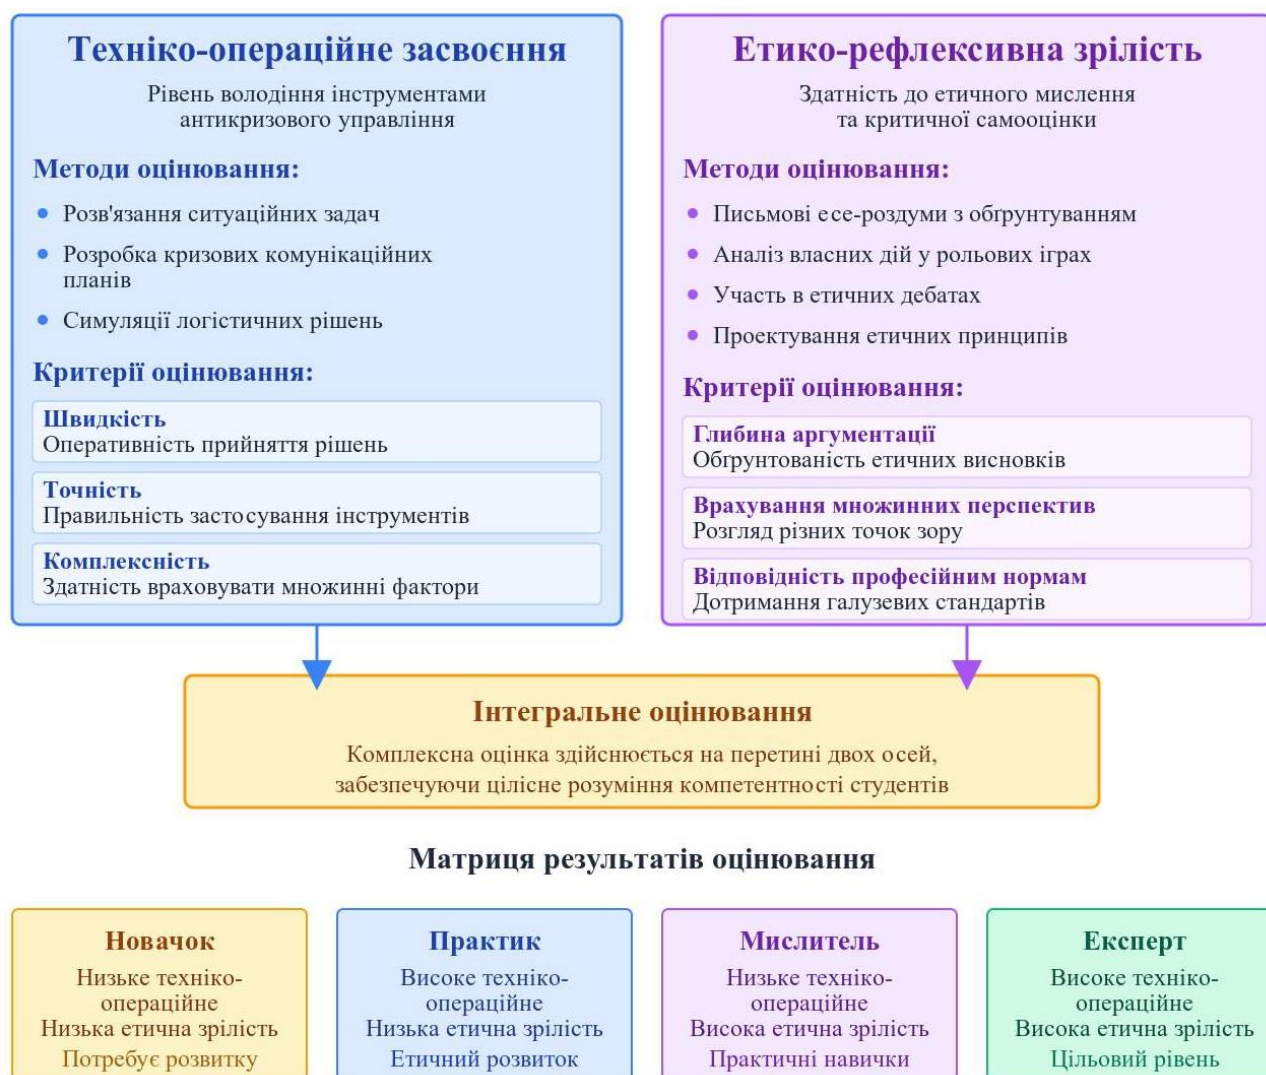 Техніко-операційне засвоєння
Рівень володіння інструментами
антикризового управління
Методи оцінювання:
Розв'язання ситуаційних задач
Розробка кризових комунікаційних
планів
Симуляції логістичних рішень
Критерії оцінювання:
Швидкість
Оперативність прийняття рішень
Точність
Правильність застосування інструментів
Комплексність
Здатність враховувати множинні фактори
Етико-рефлексивна зрілість
Здатність до етичного мислення
та критичної самооцінки
Методи оцінювання:
Письмові есе-роздуми з обґрунтуванням
Аналіз власних дій у рольових іграх
Участь в етичних дебатах
Проектування етичних принципів
Критерії оцінювання:
Глибина аргументації
Обґрунтованість етичних висновків
Врахування множинних перспектив
Розгляд різних точок зору
Відповідність професійним нормам
Дотримання галузевих стандартів
Інтегральне оцінювання
Комплексна оцінка здійснюється на перетині двох осей,
забезпечуючи цілісне розуміння компетентності студентів
Матриця результатів оцінювання
Новачок
Низьке техніко-
операційне
Низька етична зрілість
Потребує розвитку
Практик
Високе техніко-
операційне
Низька етична зрілість
Етичний розвиток
Мислитель
Низьке техніко-
операційне
Висока етична зрілість
Практичні навички
Експерт
Високе техніко-
операційне
Висока етична зрілість
Цільовий рівень